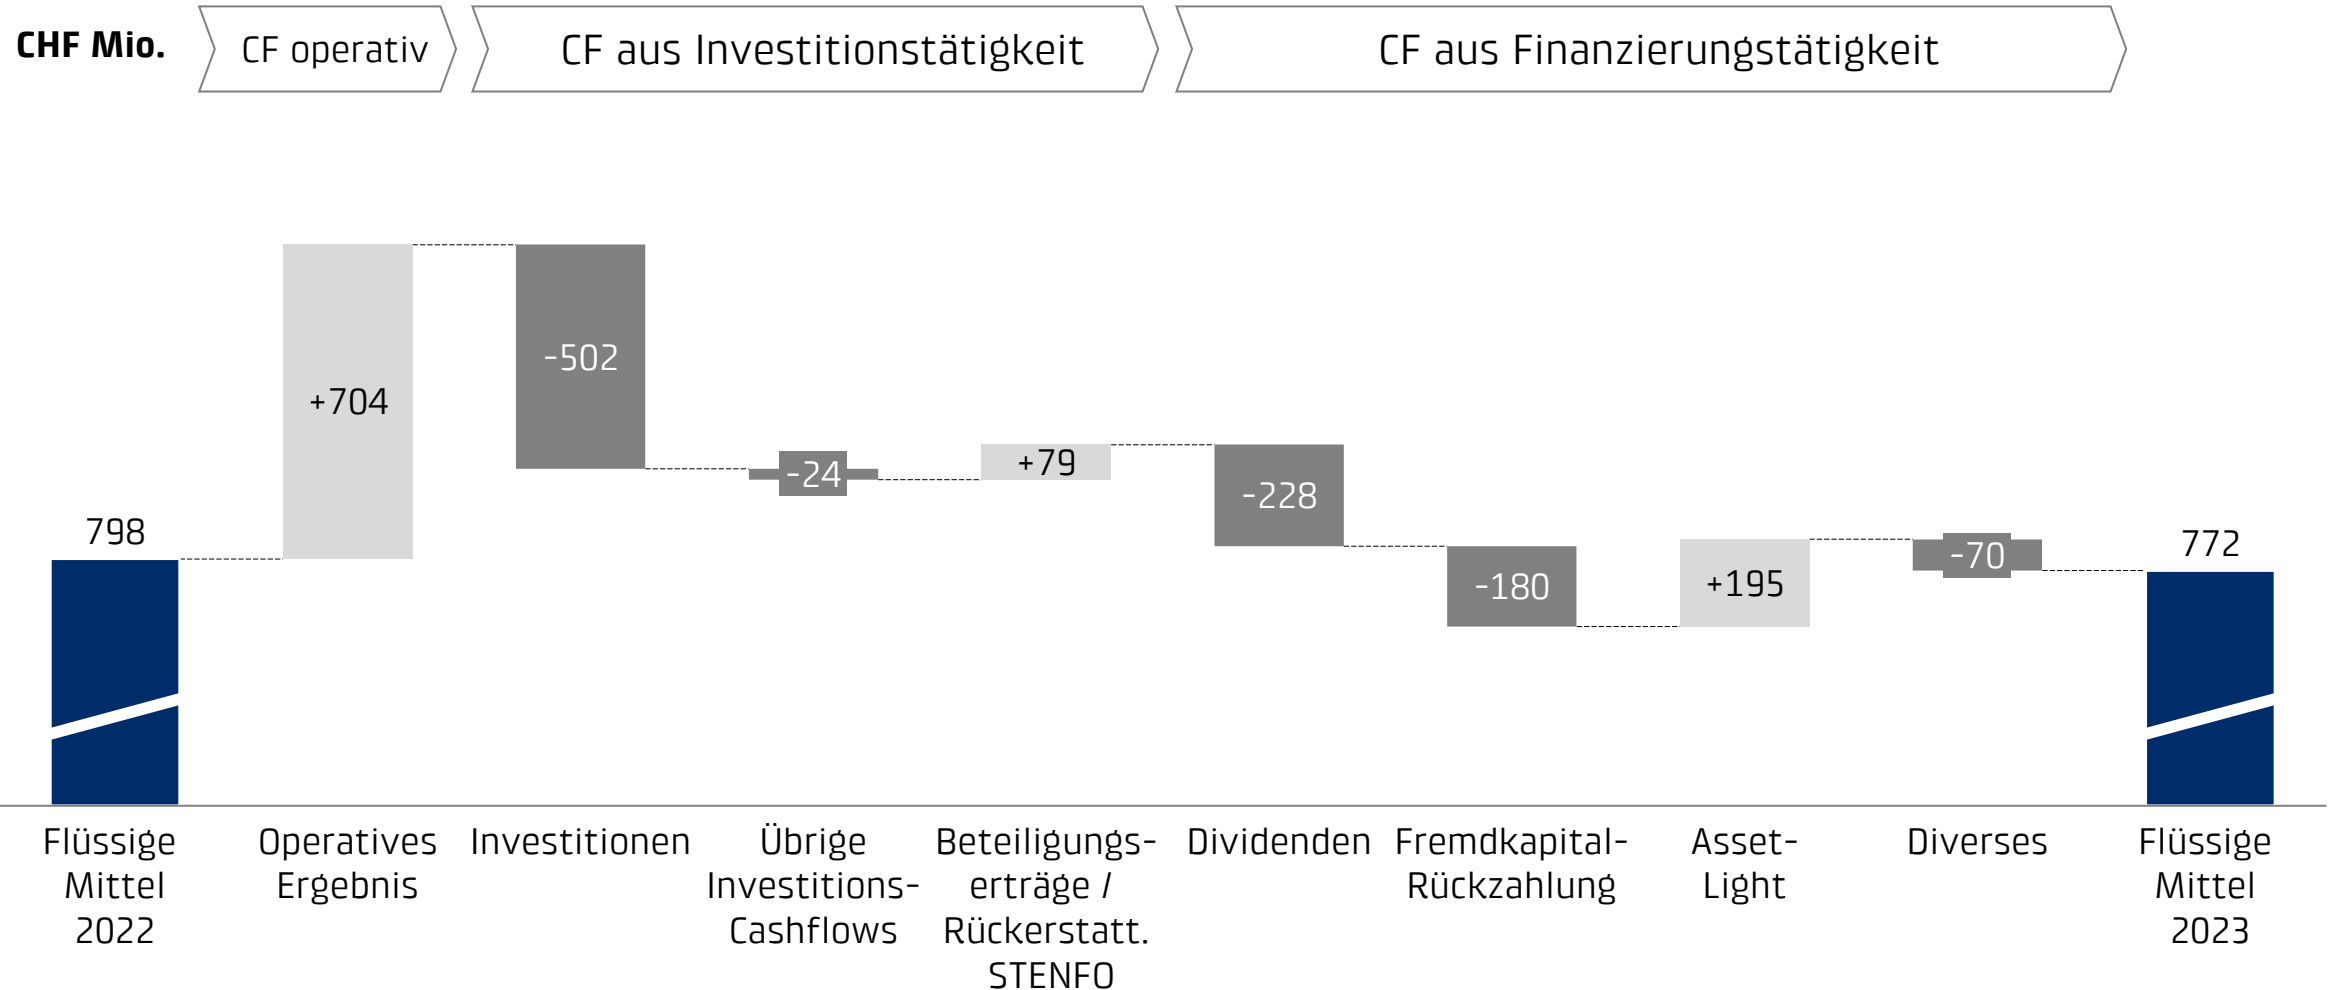 CHF Mio.
CF operativ
CF aus Investitionstätigkeit
CF aus Finanzierungstätigkeit
798
+704
-502
-24
+79
-228
-180
+195
-70
772
Flüssige
Mittel
2022
Operatives
Ergebnis
Investitionen
Übrige
Investitions-
Cashflows
Beteiligungs-
erträge /
Rückerstatt.
STENFO
Dividenden
Fremdkapital-
Rückzahlung
Asset-
Light
Diverses
Flüssige
Mittel
2023